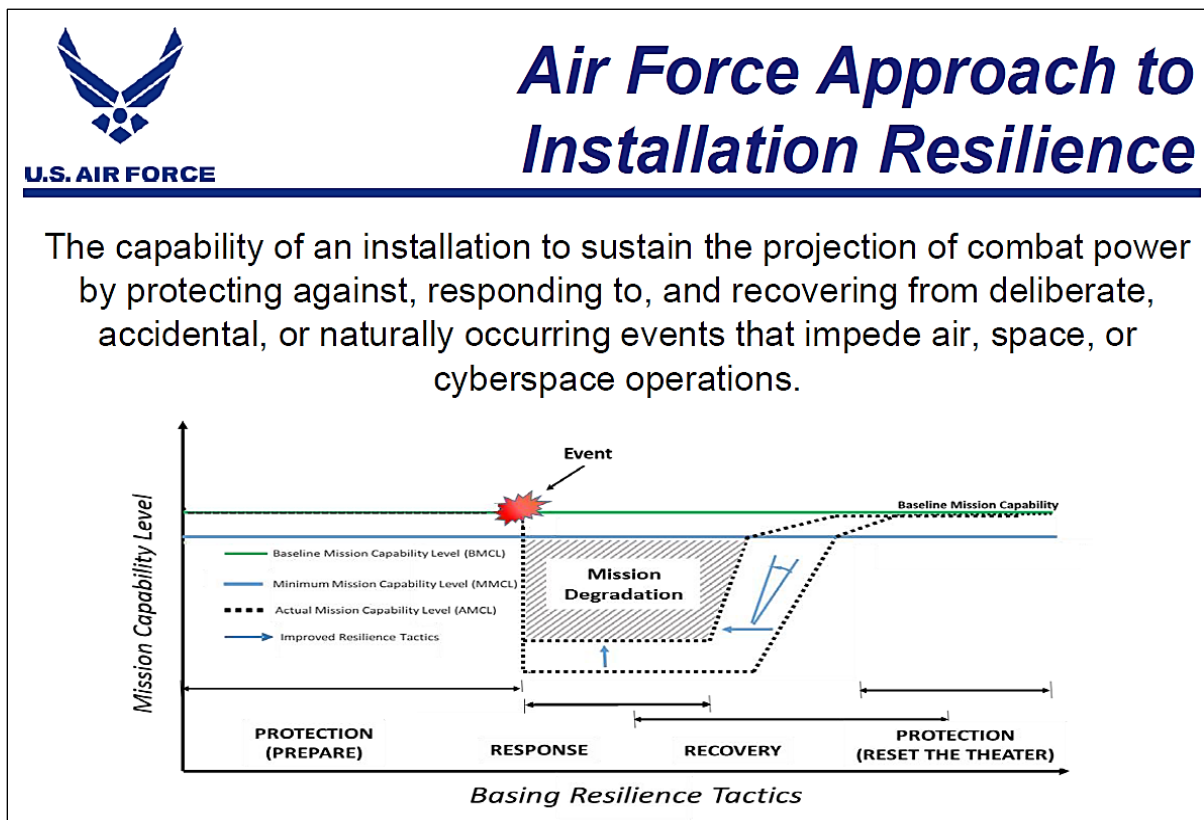 U.S. AIR FORCE
Air Force Approach to
Installation Resilience
The capability of an installation to sustain the projection of combat power
by protecting against, responding to, and recovering from deliberate,
accidental, or naturally occurring events that impede air, space, or
cyberspace operations.
Mission Capability Level
Event
Baseline Mission Capability
Baseline Mission Capability Level (BMCL)
Minimum Mission Capability Level (MMCL)
Actual Mission Capability Level (AMCL)
Improved Resilience Tactics
Mission
Degradation
PROTECTION
(PREPARE)
RESPONSE
RECOVERY
PROTECTION
(RESET THE THEATER)
Basing Resilience Tactics